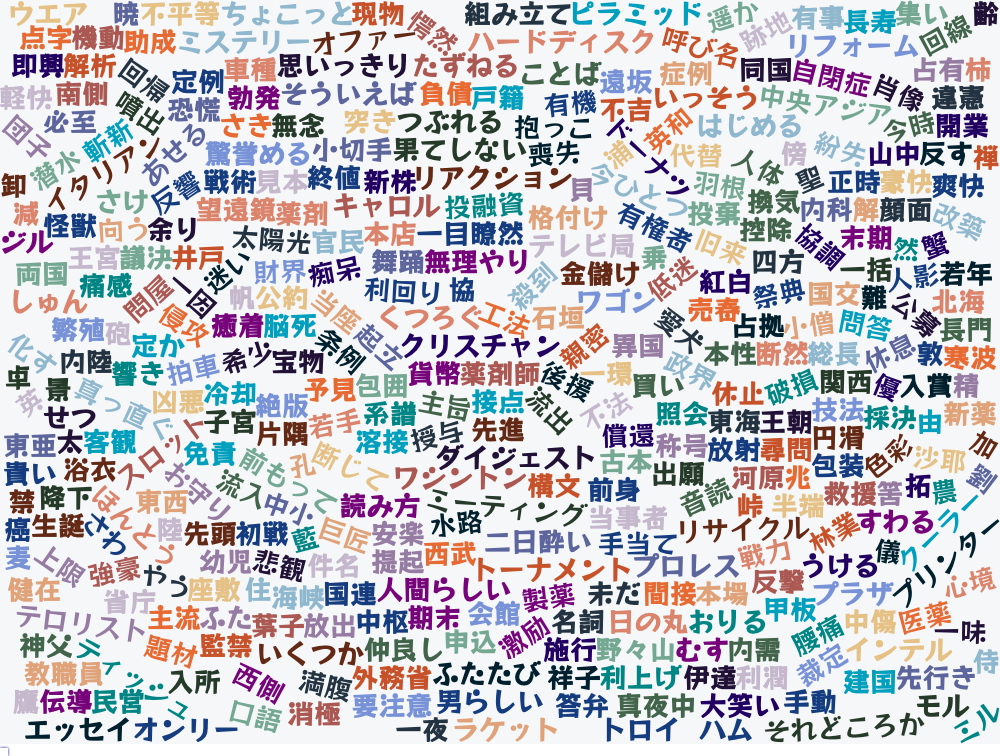 ウエア 暁 不平等 ちょこっと 現物 愕然 組み立て ピラミッド 遥か 跡地 有事 長寿 集い 回線 齢
点字 機動 助成 ミステリー オファー ハードディスク 呼び名 リフォーム
即興 解析 回帰 定例 車種 思いっきり たずねる ことば 遠坂 症例 同国 自閉症 肖像 占有 柿
軽快 南側 噴出 恐慌 勃発 そういえば 負債 戸籍 有機 不吉 いっそう 中央アジア 今時 違憲
団子 必至 斬新 あせる さき 無念 突き つぶれる 抱っこ ドーメン 英和 はじめる 紛失 開業
潜水 イタリアン 驚 誉める 小切手 果てしない 喪失 浦 代替 人体 傍 山中 反す 禅
卸 反響 戦術 見本 終値 新株 リアクション 貝 今ひとつ 羽根 聖 正時 豪快 爽快
減 さけ 望遠鏡 薬剤 キャロル 投融資 格付け 有権者 投棄 換気 内科 解 顔面 改築
ジル 怪獣 向う 余り 太陽光 官民 本店 一目瞭然 テレビ局 旧来 控除 協調 末期 然 蟹
両国 王宮 議決 井戸 迷い 財界 痴呆 舞踊 無理やり 殺到 金儲け 乗 低迷 紅白 四方 一括 人影 若年
しゅん 痛感 問屋 一因 帆 公約 当座 利回り 協 ワゴン 売春 祭典 国交 難 公募 北海
繁殖 砲 侵攻 癒着 脳死 起立 くつろぐ 工法 石垣 愛犬 占拠 小僧 問答 長門
化す 内陸 定か 希少 宝物 条例 クリスチャン 親密 異国 政界 本性 断然 総長 休息 敦 寒波
卓 景 響き 拍車 冷却 予見 包囲 貨幣 薬剤師 後援 一環 買い 休止 破損 関西 優 入賞 精
英 せつ 真っ直ぐ 凶悪 絶版 子宮 若手 系譜 主旨 接点 流出 不法 照会 東海 王朝 技法 採決 由 新薬
東亜 太 客観 スロット 免責 片隅 溶接 授与 先進 償還 称号 放射 尋問 円滑 色彩 沙耶 加
貴い 浴衣 お守り 前もって 孔 断じて ワシントン ダイジェスト 古本 出願 河原 兆 包装 劉
禁 降下 ほんとう 東西 流入 中小 読み方 ミーティング 構文 前身 音読 峠 半端 救援 筈 拓 農
癌 生誕 さわ 陸 先頭 初戦 藍 巨匠 安楽 水路 当事者 リサイクル 林業 すわる クーラー
麦 上限 強豪 幼児 悲観 件名 提起 西武 二日酔い 手当て 戦力 うける 儀 プリンター
健在 省庁 やっ 座敷 住 海峡 国連 人間らしい トーナメント 製薬 未だ プロレス 間接 本場 反撃 プラザ 心境
テロリスト 主流 ふた 葉子 放出 中枢 期末 会館 激励 名詞 日の丸 おりる 甲板 腰痛 中傷 医薬 一味
神父 ティッシュ 題材 監禁 いくつか 仲良し 申込 施行 野々山 むす 内需 裁定 インテル 侍
教職員 入所 西側 満腹 外務省 ふたたび 祥子 利上げ 伊達 利潤 建国 先行き
鷹 伝導 民営 口語 消極 要注意 男らしい 答弁 真夜中 大笑い 手動 モル
エッセイ オンリー 一夜 ラケット トロイ ハム それどころか ミル